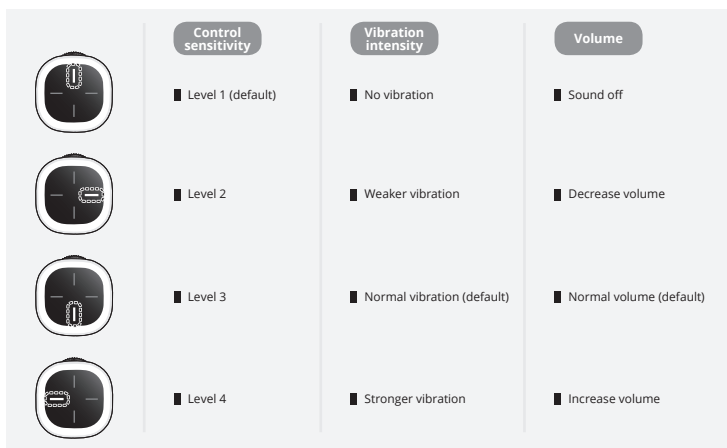 Control
sensitivity
Vibration
intensity
Volume
Level 1 (default)
No vibration
Sound off
Level 2
Weaker vibration
Decrease volume
Level 3
Normal vibration (default)
Normal volume (default)
Level 4
Stronger vibration
Increase volume